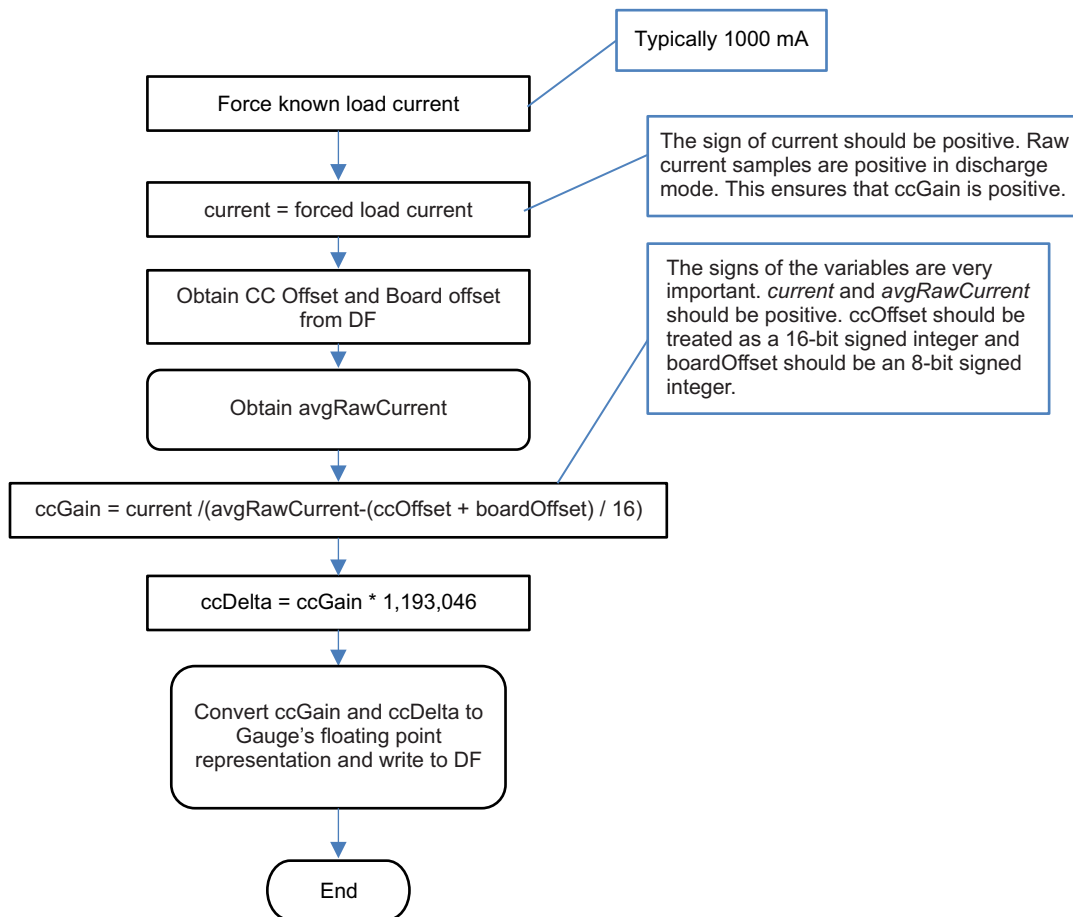 Typically 1000 mA
Force known load current
The sign of current should be positive. Raw
current samples are positive in discharge
mode. This ensures that ccGain is positive.
current = forced load current
The signs of the variables are very
important. current and avgRawCurrent
should be positive. ccOffset should be
treated as a 16-bit signed integer and
boardOffset should be an 8-bit signed
integer.
Obtain CC Offset and Board offset
from DF
Obtain avgRawCurrent
ccGain = current /(avgRawCurrent-(ccOffset + boardOffset) / 16)
ccDelta = ccGain * 1,193,046
Convert ccGain and ccDelta to
Gauge's floating point
representation and write to DF
End